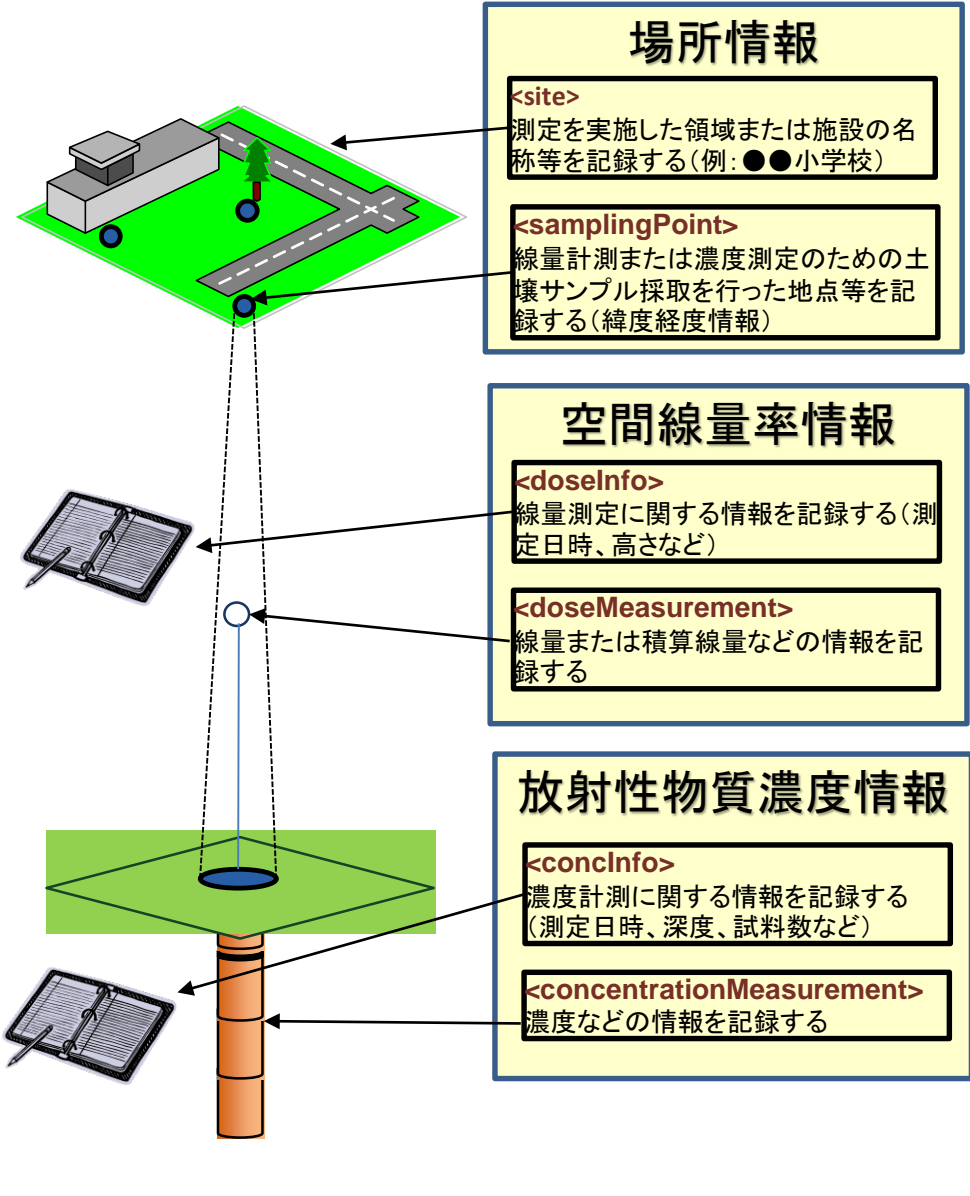 場所情報
<site>
測定を実施した領域または施設の名
称等を記録する（例：●●小学校）
<samplingPoint>
線量計測または濃度測定のための土
壌サンプル採取を行った地点等を記
録する（緯度経度情報）
空間線量率情報
<doseInfo>
線量測定に関する情報を記録する（測
定日時、高さなど）
<doseMeasurement>
線量または積算線量などの情報を記
録する
放射性物質濃度情報
<concInfo>
濃度計測に関する情報を記録する
（測定日時、深度、試料数など）
<concentrationMeasurement>
濃度などの情報を記録する